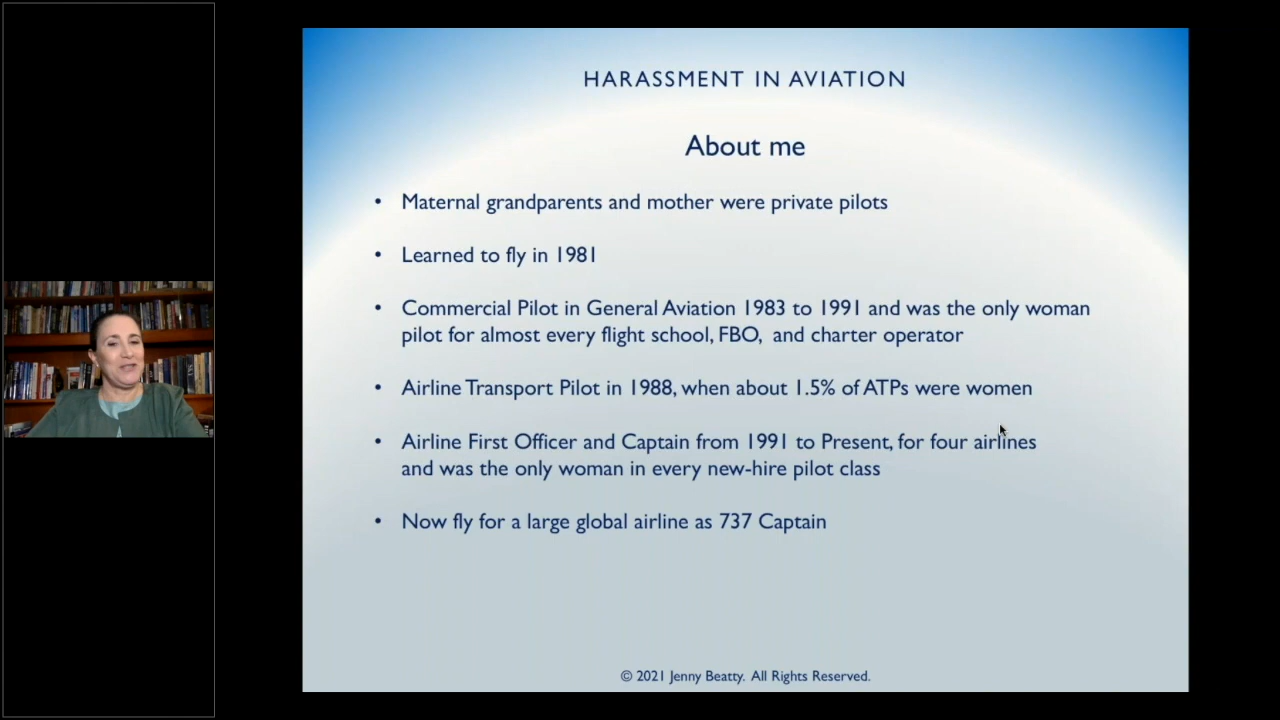 HARASSMENT IN AVIATION
About me
• Maternal grandparents and mother were private pilots
• Learned to fly in 1981
• Commercial Pilot in General Aviation 1983 to 1991 and was the only woman
pilot for almost every flight school, FBO, and charter operator
• Airline Transport Pilot in 1988, when about 1.5% of ATPs were women
• Airline First Officer and Captain from 1991 to Present, for four airlines
and was the only woman in every new-hire pilot class
• Now fly for a large global airline as 737 Captain
© 2021 Jenny Beatty. All Rights Reserved.